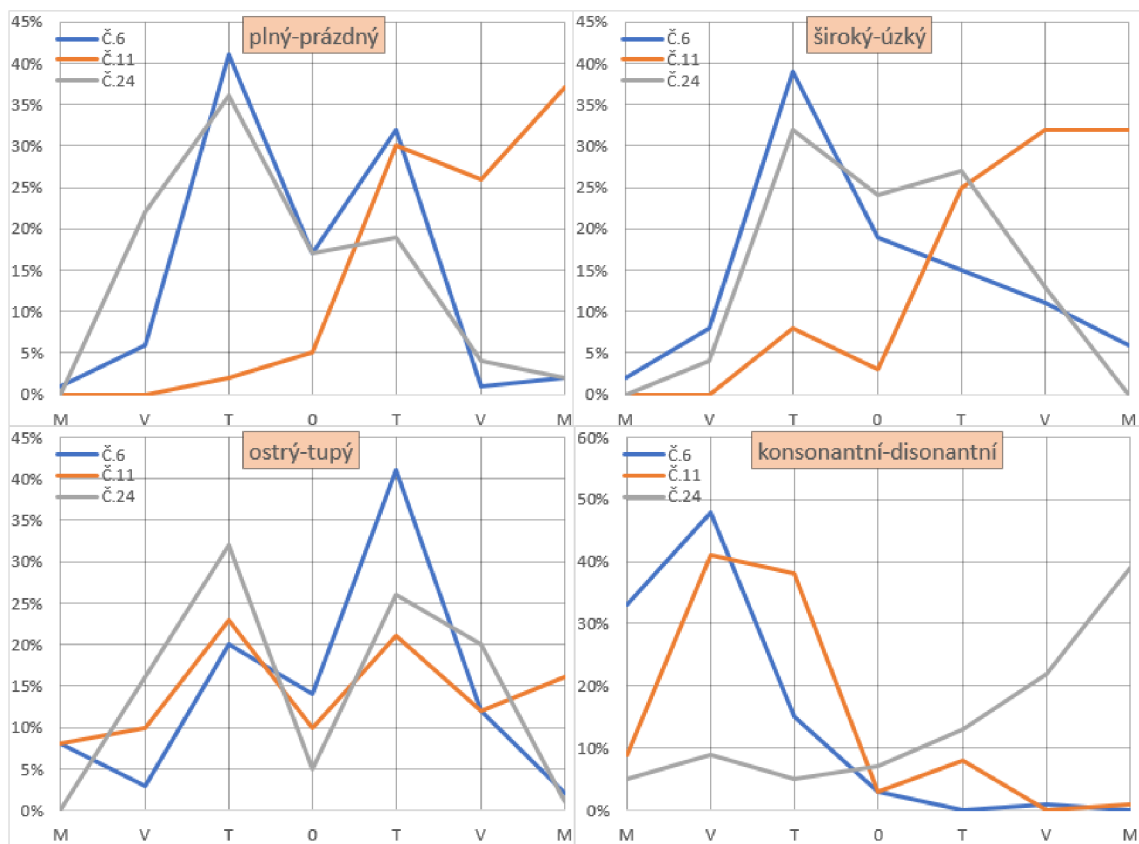 plný-prázdný
Č.6
Č.11
Č.24
45%
40%
35%
30%
25%
20%
15%
10%
5%
0%
M V T 0 T V M
široký-úzký
Č.6
Č.11
Č.24
45%
40%
35%
30%
25%
20%
15%
10%
5%
0%
M V T 0 T V M
ostrý-tupý
Č.6
Č.11
Č.24
45%
40%
35%
30%
25%
20%
15%
10%
5%
0%
M V T 0 T V M
konsonantní-disonantní
Č.6
Č.11
Č.24
60%
50%
40%
30%
20%
10%
0%
M V T 0 T V M